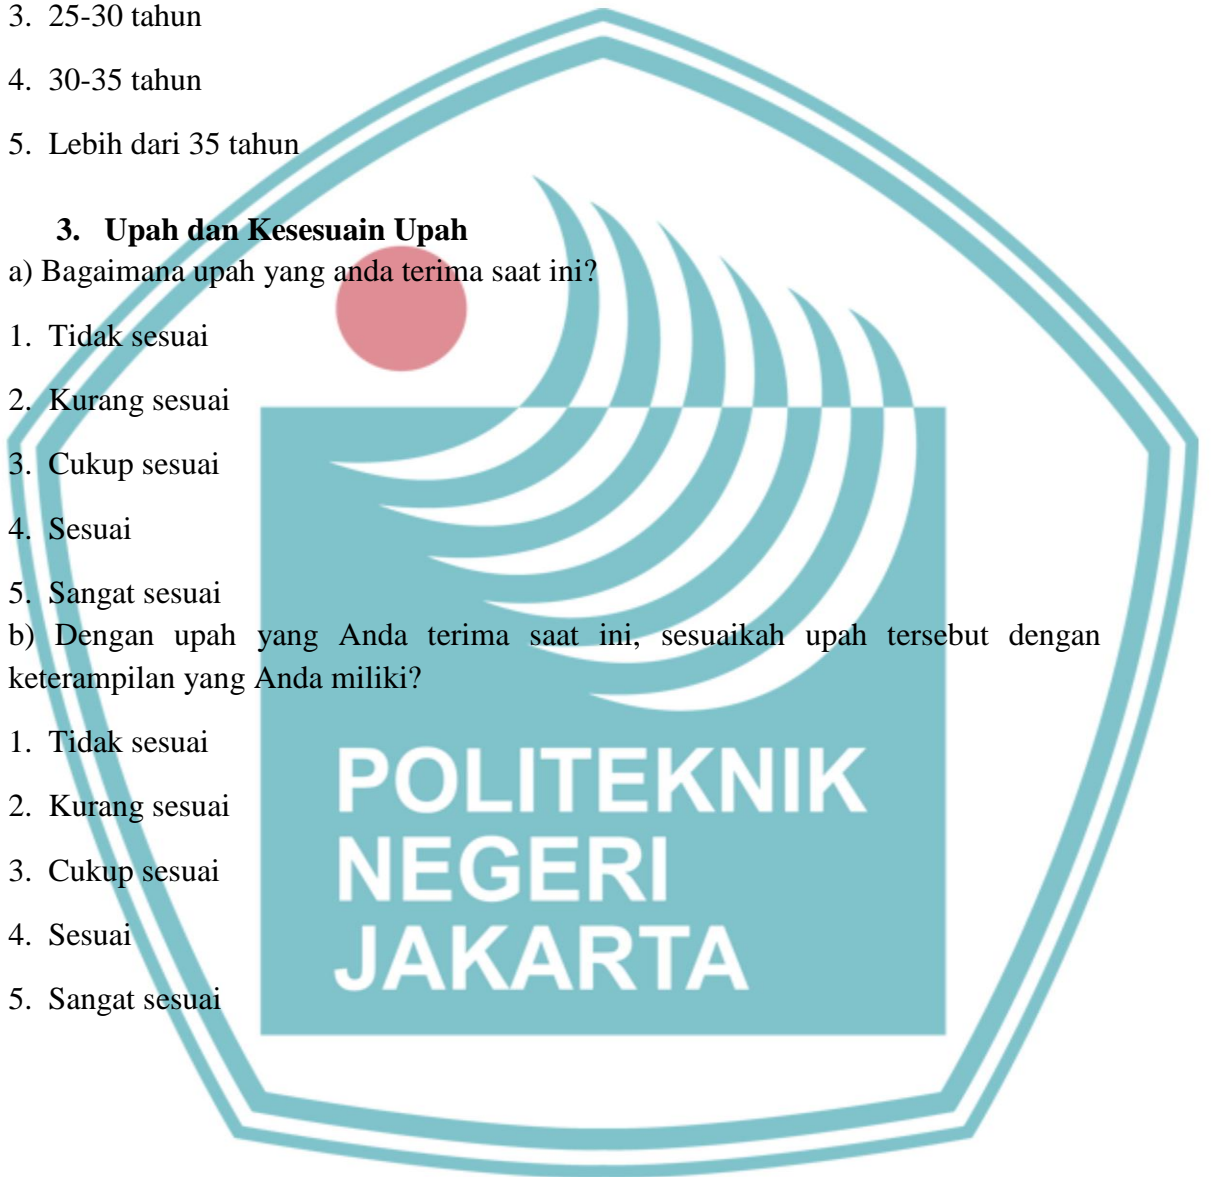 3. 25-30 tahun
4. 30-35 tahun
5. Lebih dari 35 tahun
3. Upah dan Kesesuain Upah
a) Bagaimana upah yang anda terima saat ini?
1. Tidak sesuai
2. Kurang sesuai
3. Cukup sesuai
4. Sesuai
5. Sangat sesuai
b) Dengan upah yang Anda terima saat ini, sesuaikah upah tersebut dengan
keterampilan yang Anda miliki?
1. Tidak sesuai
2. Kurang sesuai
3. Cukup sesuai
4. Sesuai
5. Sangat sesuai
POLITEKNIK
NEGERI
JAKARTA